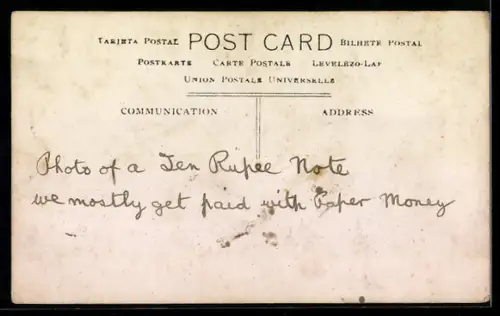 TARJETA POSTAL POST CARD BILHETE POSTAL
POSTKARTE CARTE POSTALE LEVELEZO-LAP
UNION POSTALE UNIVERSELLE
COMMUNICATION ADDRESS
Photo of a Ten Rupee Note
we mostly get paid with Paper Money